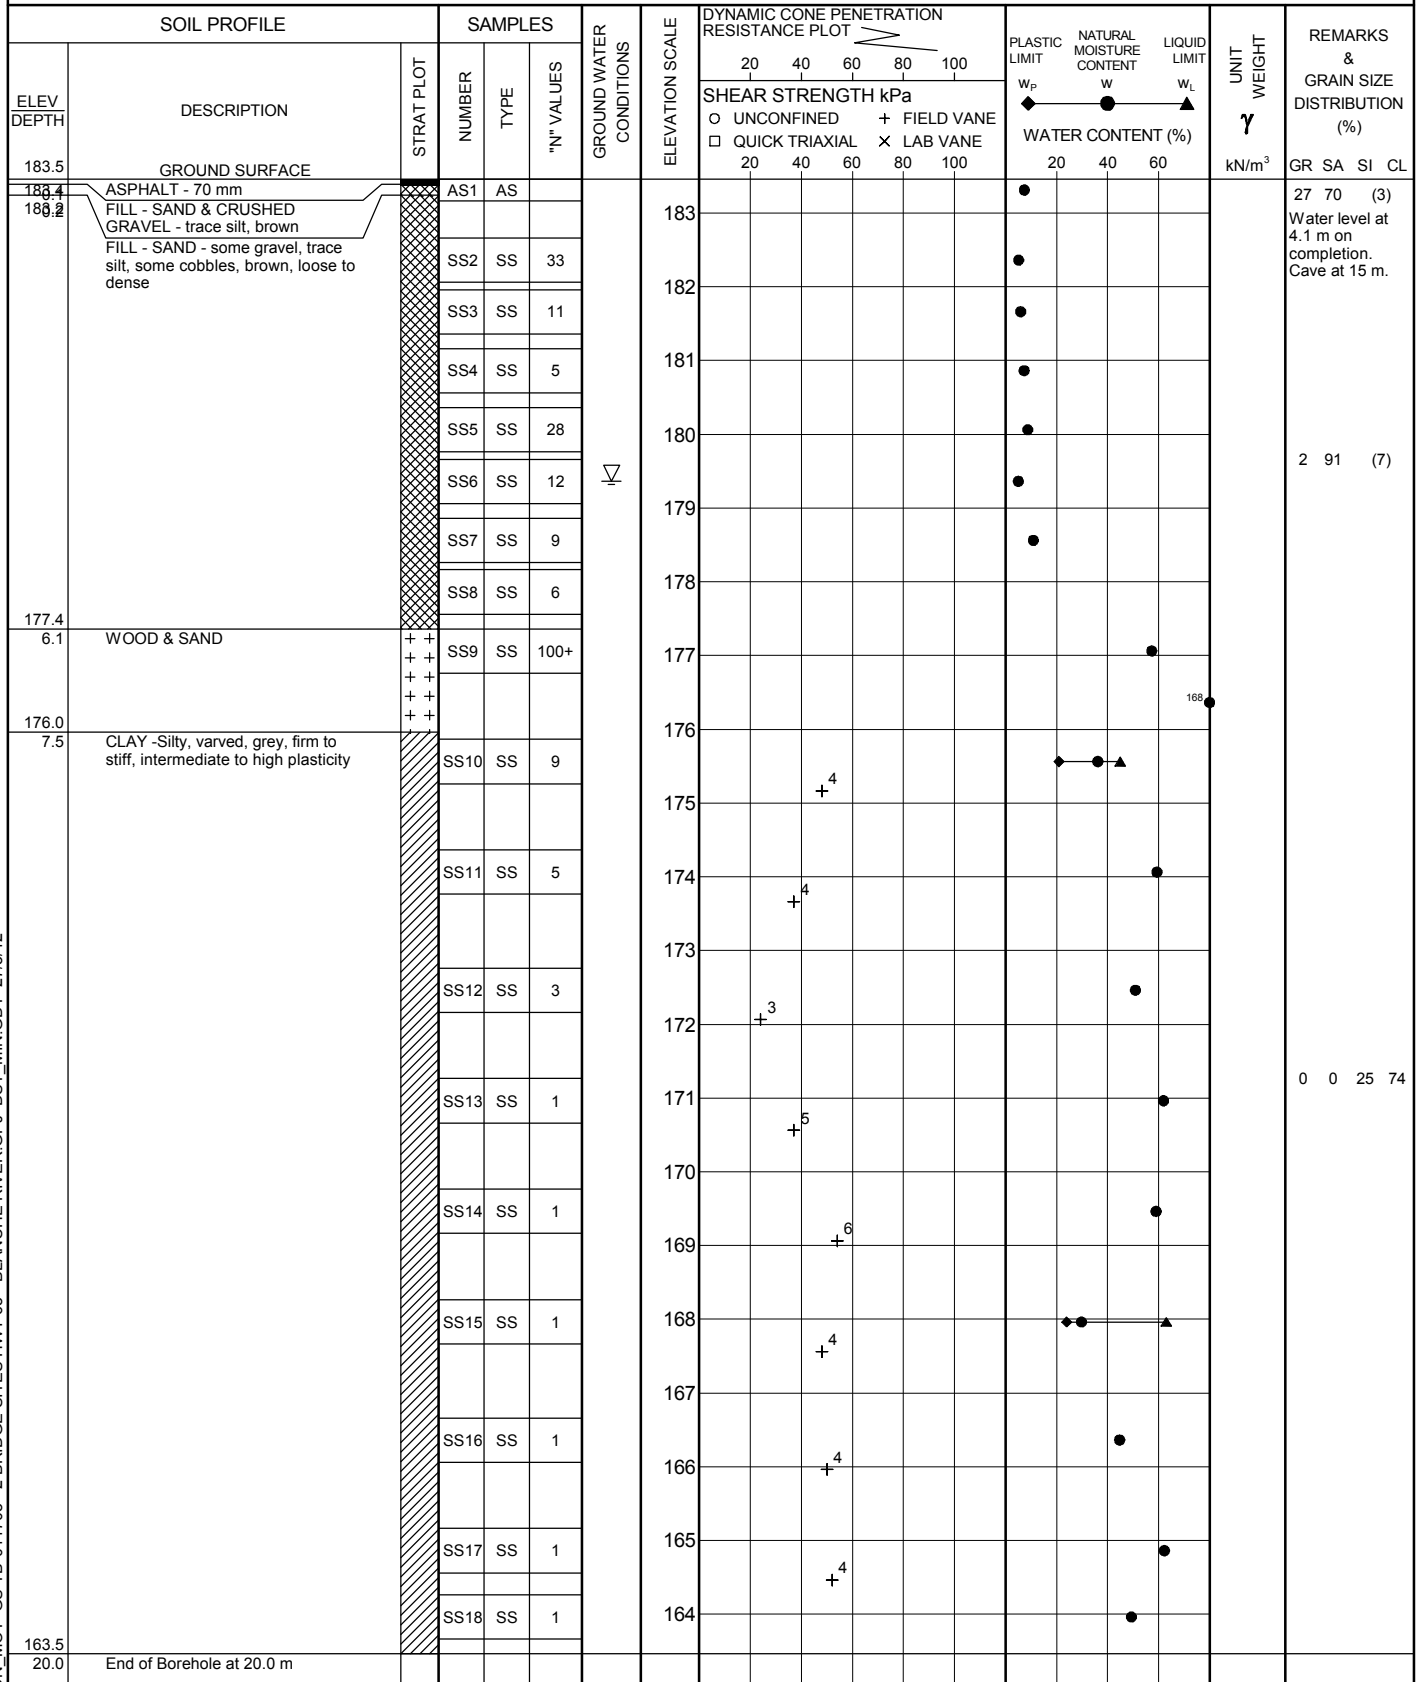 SOIL PROFILE
SAMPLES
GROUND WATER
CONDITIONS
ELEVATION SCALE
DYNAMIC CONE PENETRATION
RESISTANCE PLOT
20 40 60 80 100
SHEAR STRENGTH kPa
O UNCONFINED + FIELD VANE
□ QUICK TRIAXIAL × LAB VANE
20 40 60 80 100
PLASTIC
LIMIT
NATURAL
MOISTURE
CONTENT
LIQUID
LIMIT
WP W WL
WATER CONTENT (%)
20 40 60
UNIT
WEIGHT
γ
kN/m³
REMARKS
&
GRAIN SIZE
DISTRIBUTION
(%)
GR SA SI CL
ELEV
DEPTH
DESCRIPTION
STRAT PLOT
NUMBER
TYPE
"N" VALUES
183.5
GROUND SURFACE
183.4
0.1
183.2
0.2
ASPHALT - 70 mm
FILL - SAND & CRUSHED
GRAVEL - trace silt, brown
FILL - SAND - some gravel, trace
silt, some cobbles, brown, loose to
dense
AS1 AS
27 70 (3)
Water level at
4.1 m on
completion.
Cave at 15 m.
183
SS2 SS 33
182
SS3 SS 11
181
SS4 SS 5
SS5 SS 28
180
2 91 (7)
SS6 SS 12
179
SS7 SS 9
178
SS8 SS 6
177.4
6.1
WOOD & SAND
SS9 SS 100+
177
168
176.0
7.5
176
CLAY -Silty, varved, grey, firm to
stiff, intermediate to high plasticity
SS10 SS 9
4
175
SS11 SS 5
174
4
173
SS12 SS 3
3
172
0 0 25 74
SS13 SS 1
171
5
170
SS14 SS 1
6
169
SS15 SS 1
168
4
167
SS16 SS 1
4
166
165
SS17 SS 1
4
SS18 SS 1
164
163.5
20.0
End of Borehole at 20.0 m